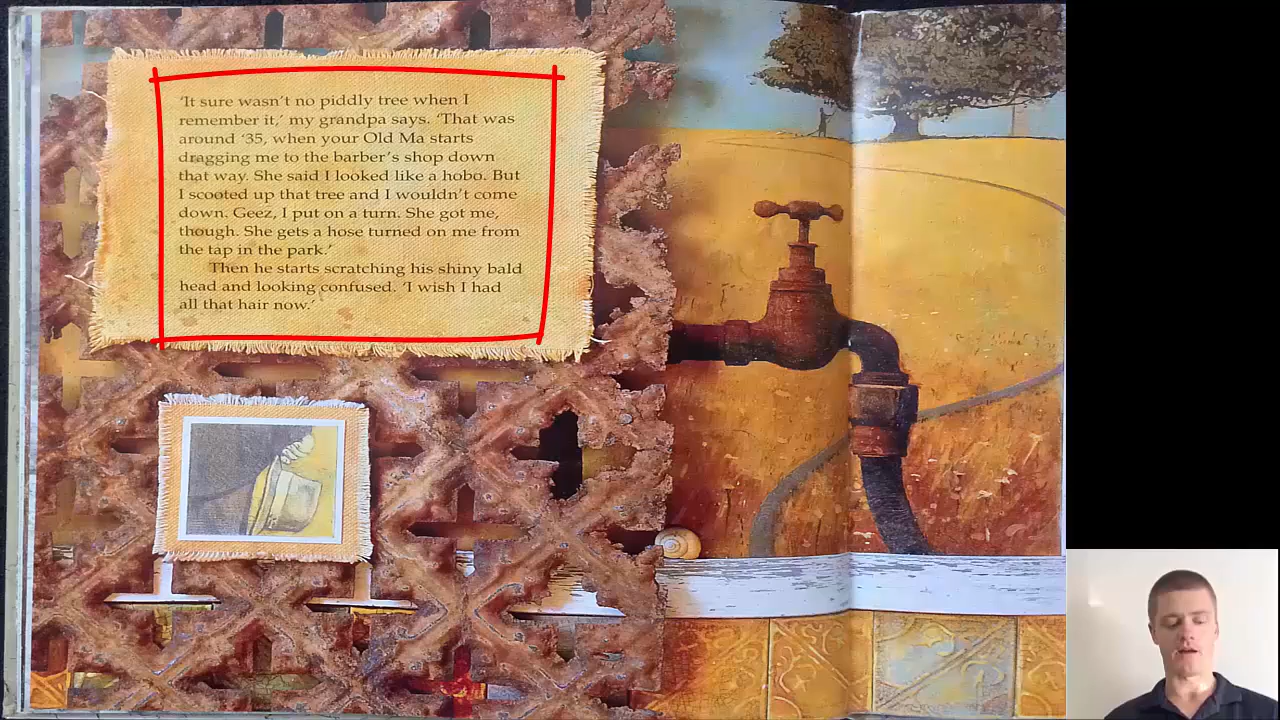 'It sure wasn't no piddly tree when I
remember it,' my grandpa says. 'That was
around '35, when your Old Ma starts
dragging me to the barber's shop down
that way. She said I looked like a hobo. But
I scooted up that tree and I wouldn't come
down. Geez, I put on a turn. She got me,
though. She gets a hose turned on me from
the tap in the park.'
Then he starts scratching his shiny bald
head and looking confused. 'I wish I had
all that hair now.'